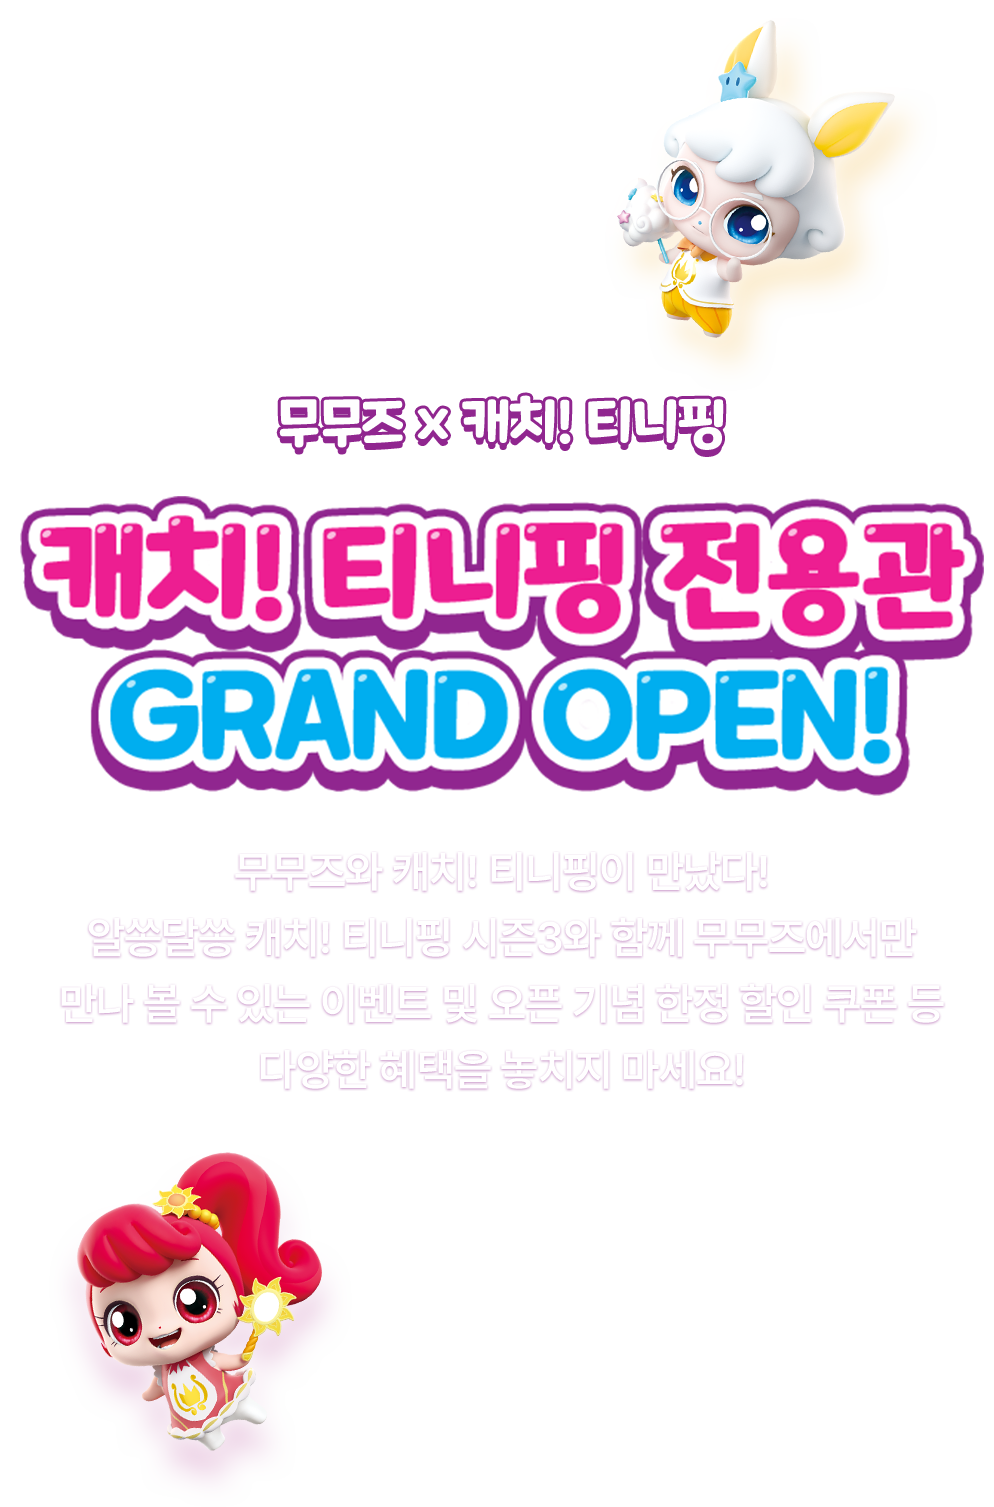 무무즈 x 캐치! 티니핑
캐치! 티니핑 전용관
GRAND OPEN!
무무즈와 캐치! 티니핑이 만났다!
알쏭달쏭 캐치! 티니핑 시즌3와 함께 무무즈에서만
만나 볼 수 있는 이벤트 및 오픈 기념 한정 할인 쿠폰 등
다양한 혜택을 놓치지 마세요!